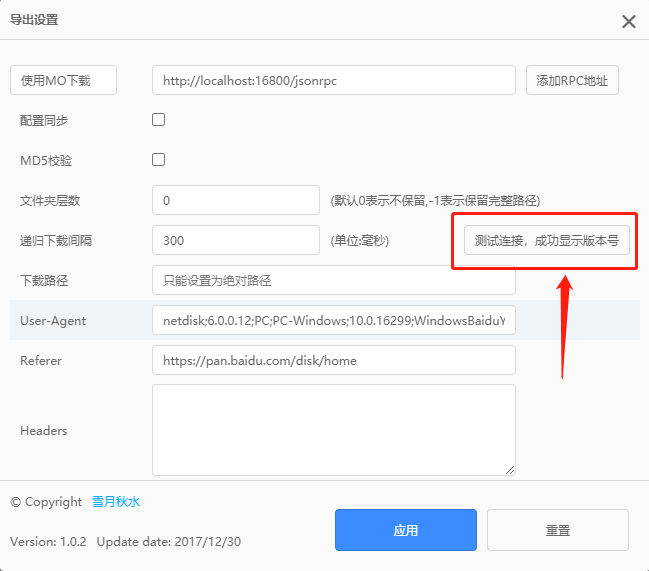 导出设置
使用MO下载 http://localhost:16800/jsonrpc 添加RPC地址
配置同步
MD5校验
文件夹层数 0 (默认0表示不保留,-1表示保留完整路径)
递归下载间隔 300 (单位:毫秒) 测试连接，成功显示版本号
下载路径 只能设置为绝对路径
User-Agent netdisk;6.0.0.12;PC;PC-Windows;10.0.16299;WindowsBaiduY
Referer https://pan.baidu.com/disk/home
Headers
© Copyright 雪月秋水
Version: 1.0.2 Update date: 2017/12/30
应用 重置